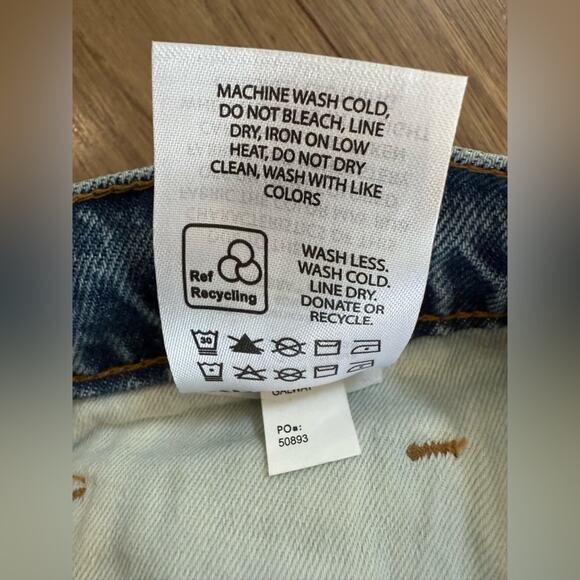 MACHINE WASH COLD,
DO NOT BLEACH, LINE
DRY, IRON ON LOW
HEAT, DO NOT DRY
CLEAN, WASH WITH LIKE
COLORS
Ref
Recycling
WASH LESS.
WASH COLD.
LINE DRY.
DONATE OR
RECYCLE.
30
GALWAY
PO#:
50893